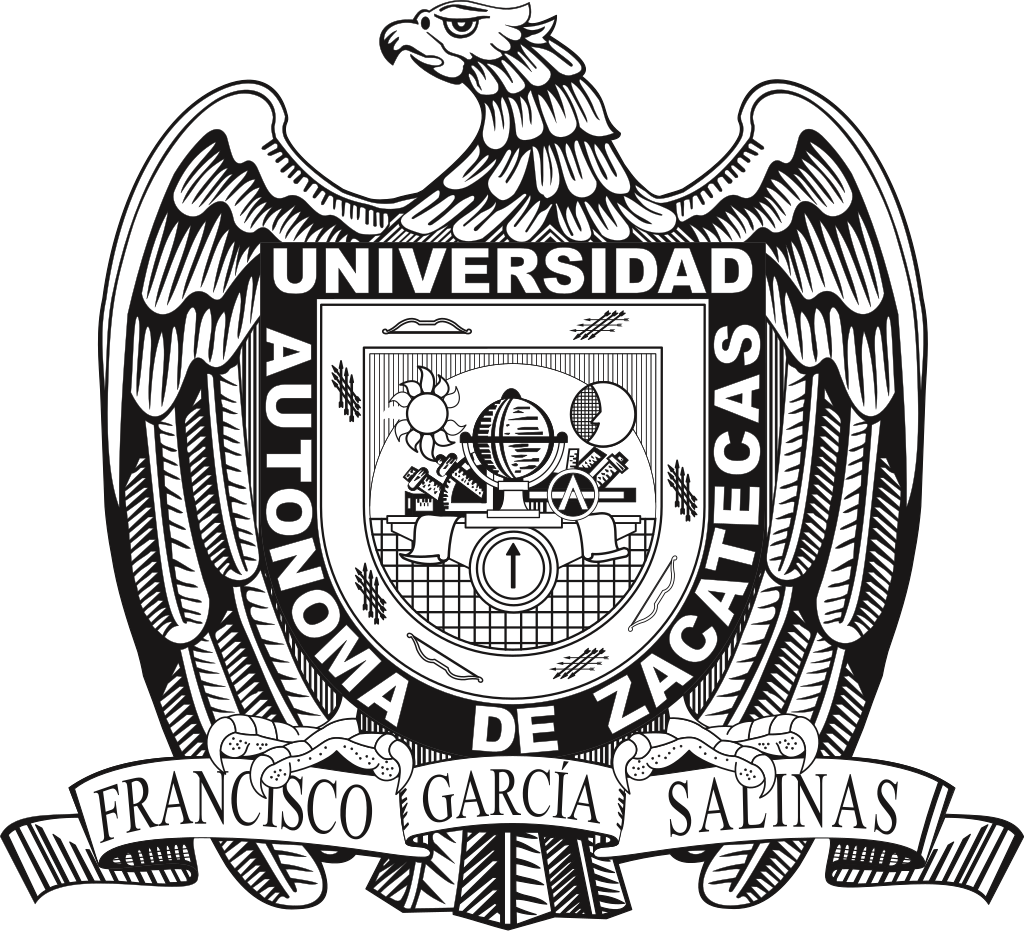 UNIVERSIDAD
AUTONOMA DE ZACATECAS
FRANCISCO GARCÍA SALINAS